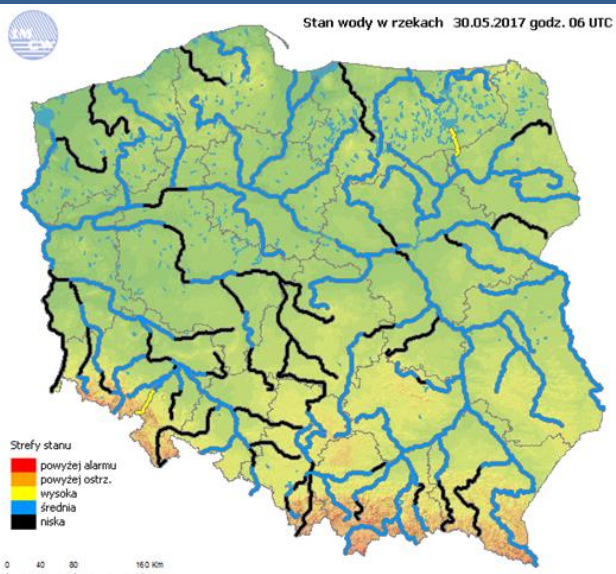 Stan wody w rzekach 30.05.2017 godz. 06 UTC
Strefy stanu
powyżej alarmu
powyżej ostrz.
wysoka
średnia
niska
0 40 80 160 Km